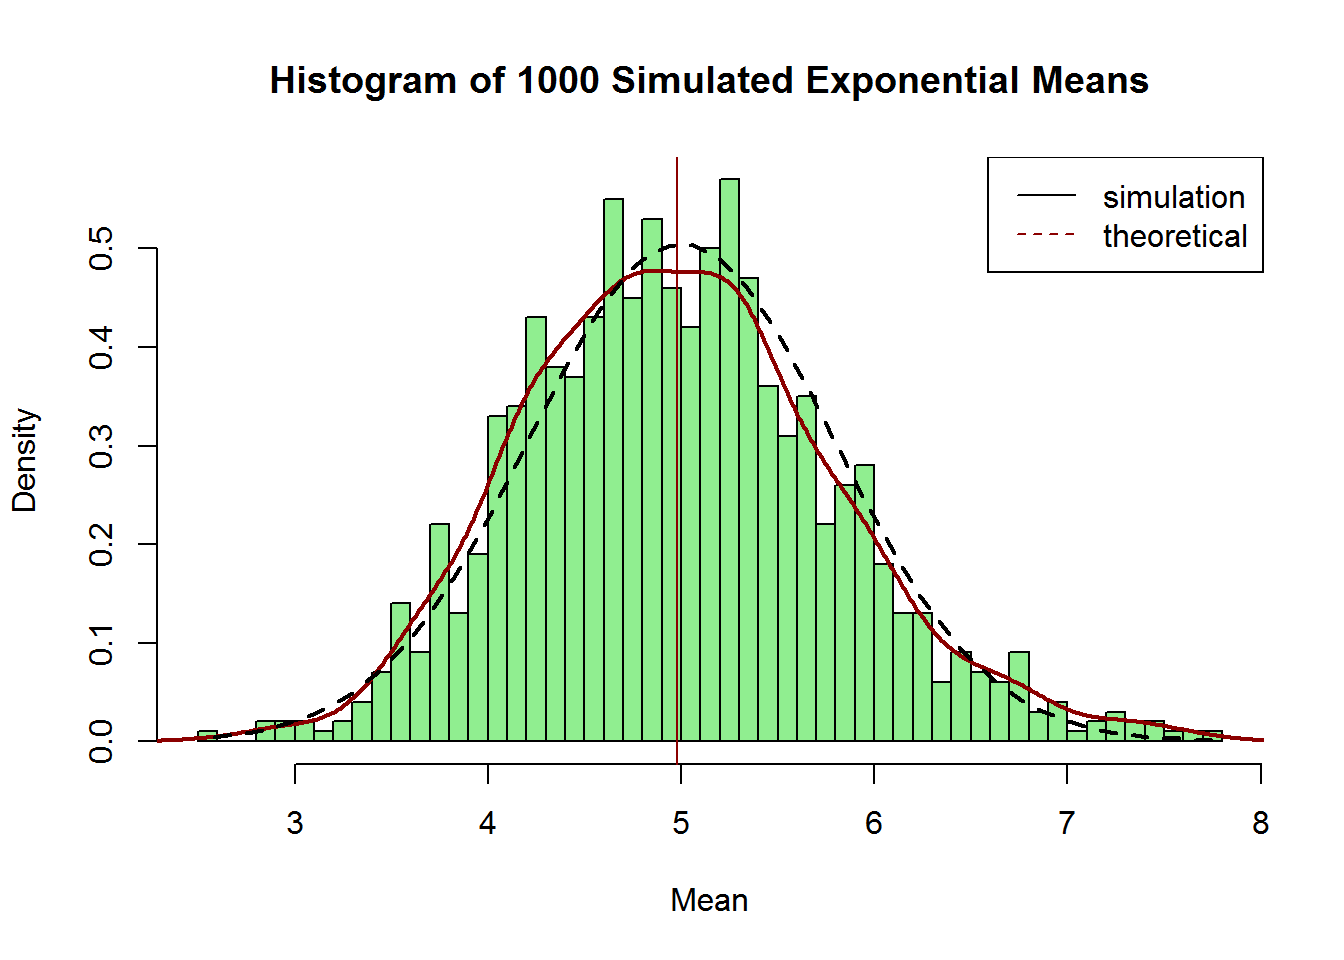 Histogram of 1000 Simulated Exponential Means
simulation
theoretical
Density
0.5
0.4
0.3
0.2
0.1
0.0
3 4 5 6 7 8
Mean